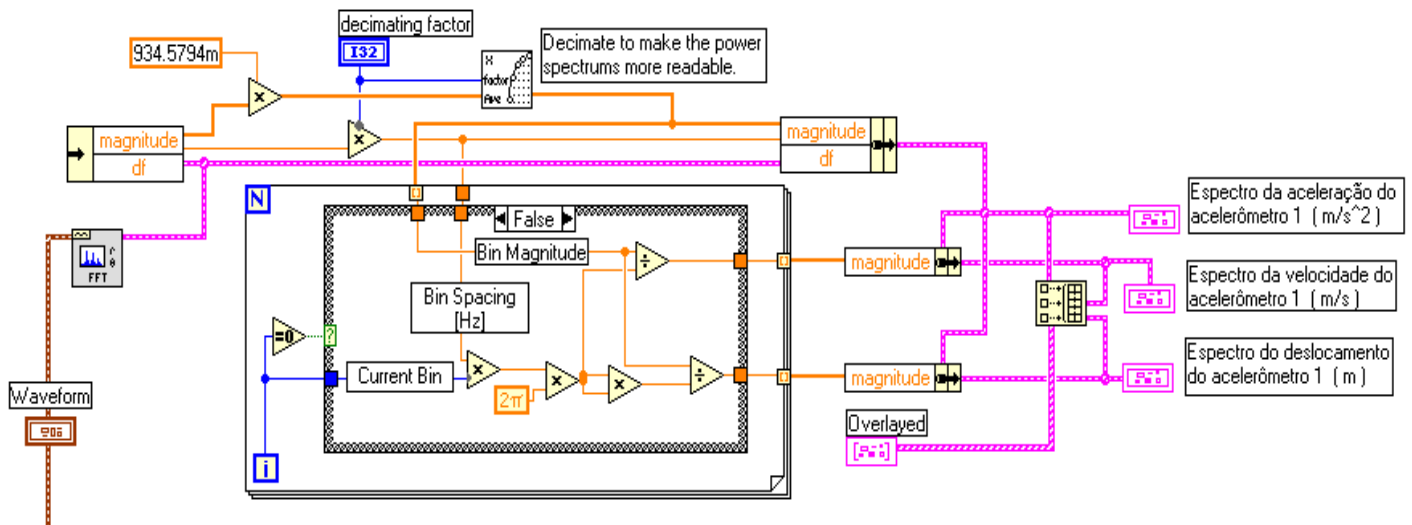 decimating factor
I32
934.5794m
X
factor
Ave
Decimate to make the power
spectrums more readable.
magnitude
df
magnitude
df
N
False
Bin Magnitude
Bin Spacing
[Hz]
=0
?
Current Bin
2·π
i
FFT
Waveform
magnitude
magnitude
Espectro da aceleração do
acelerômetro 1 ( m/s^2 )
Espectro da velocidade do
acelerômetro 1 ( m/s )
Espectro do deslocamento
do acelerômetro 1 ( m )
Overlayed